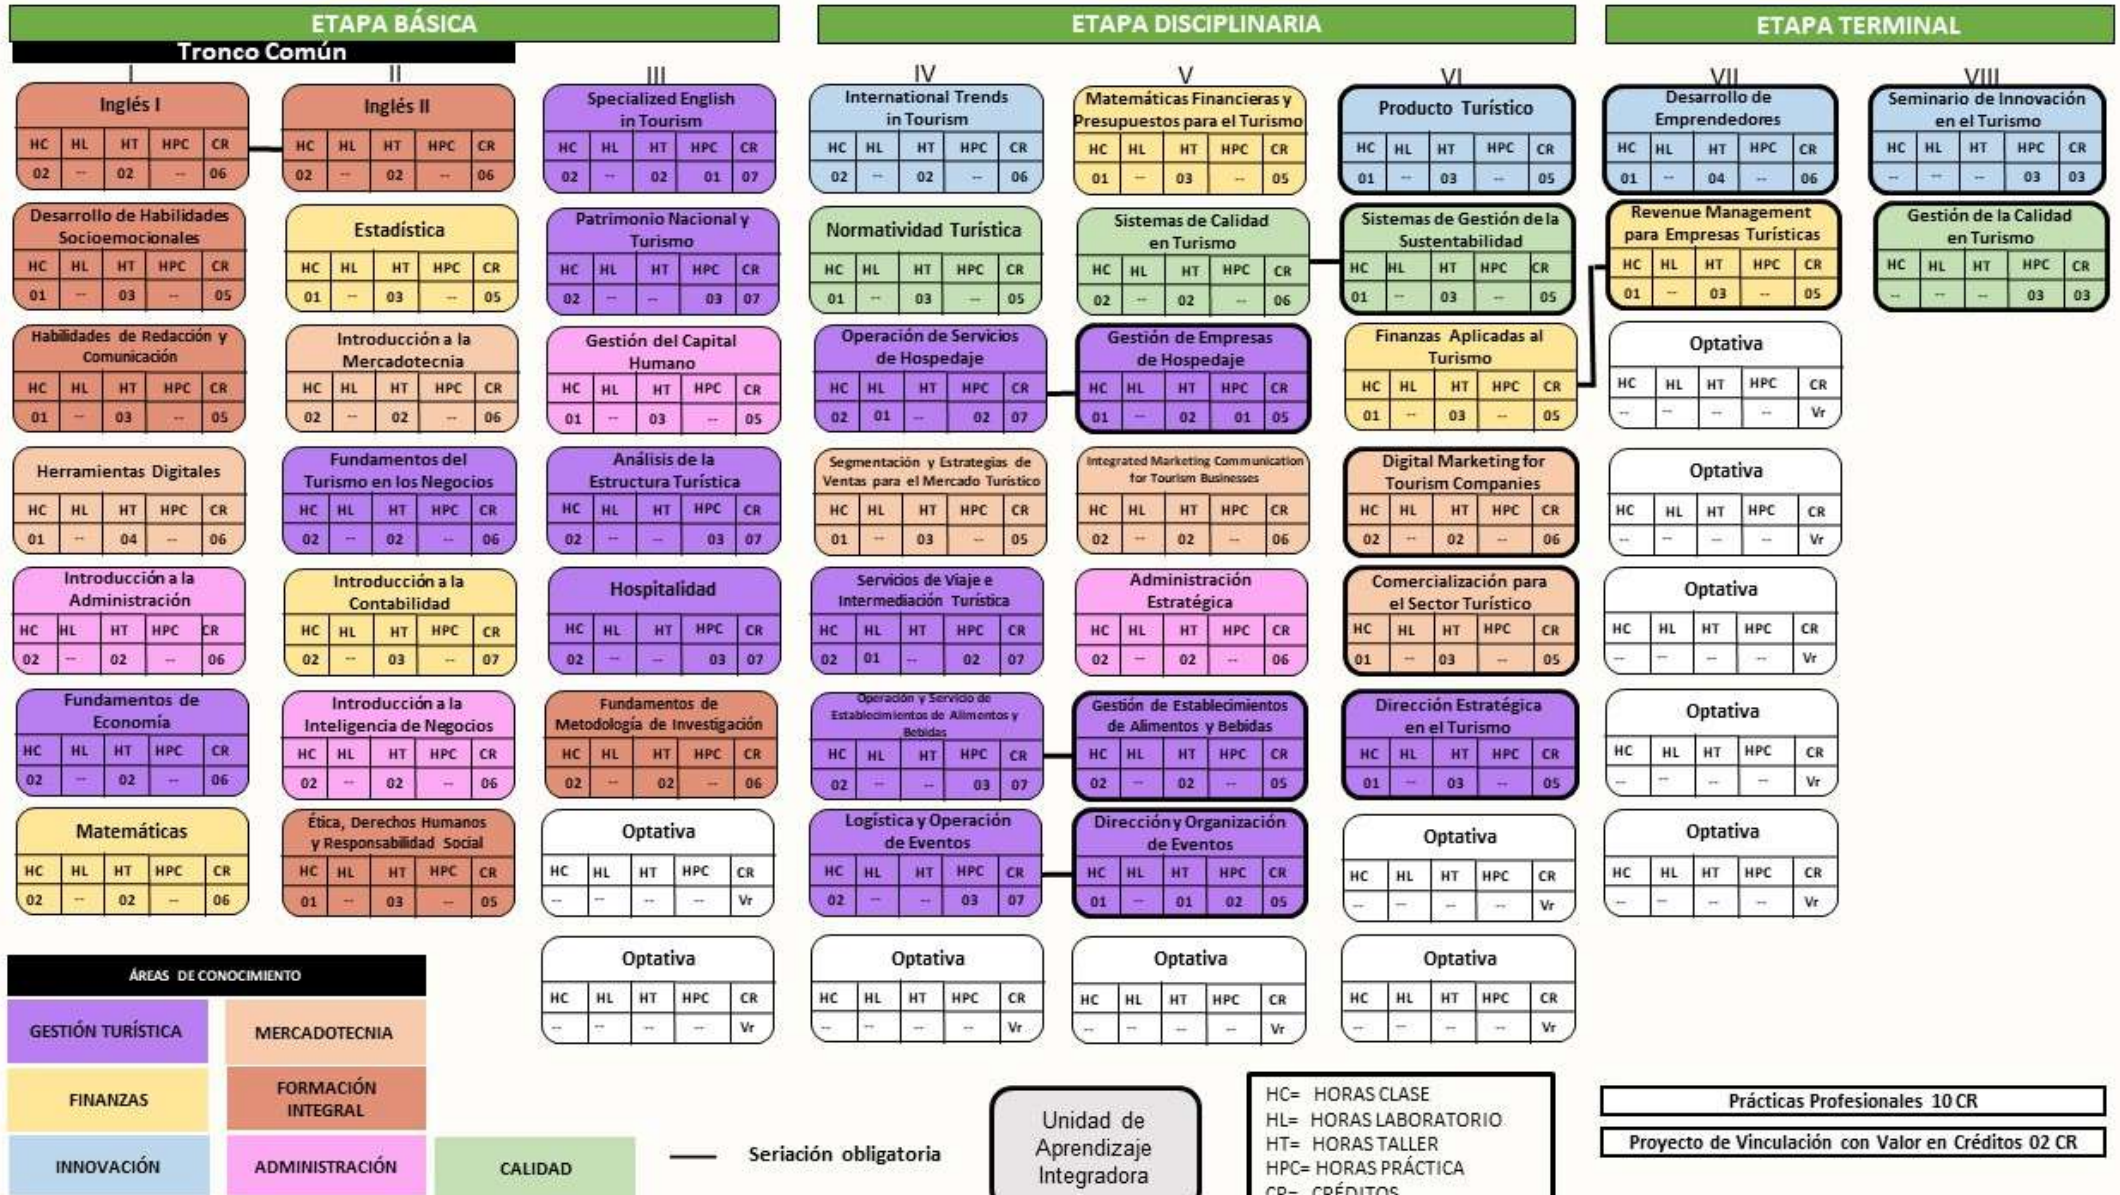 ETAPA BÁSICA
ETAPA DISCIPLINARIA
ETAPA TERMINAL
Tronco Común
I
Inglés I
HC HL HT HPC CR
02 -- 02 -- 06
Desarrollo de Habilidades
Socioemocionales
HC HL HT HPC CR
01 -- 03 -- 05
Habilidades de Redacción y
Comunicación
HC HL HT HPC CR
01 -- 03 -- 05
Herramientas Digitales
HC HL HT HPC CR
01 -- 04 -- 06
Introducción a la
Administración
HC HL HT HPC CR
02 -- 02 -- 06
Fundamentos de
Economía
HC HL HT HPC CR
02 -- 02 -- 06
Matemáticas
HC HL HT HPC CR
02 -- 02 -- 06
II
Inglés II
HC HL HT HPC CR
02 -- 02 -- 06
Estadística
HC HL HT HPC CR
01 -- 03 -- 05
Introducción a la
Mercadotecnia
HC HL HT HPC CR
02 -- 02 -- 06
Fundamentos del
Turismo en los Negocios
HC HL HT HPC CR
02 -- 02 -- 06
Introducción a la
Contabilidad
HC HL HT HPC CR
02 -- 03 -- 07
Introducción a la
Inteligencia de Negocios
HC HL HT HPC CR
02 -- 02 -- 06
Ética, Derechos Humanos
y Responsabilidad Social
HC HL HT HPC CR
01 -- 03 -- 05
III
Specialized English
in Tourism
HC HL HT HPC CR
02 -- 02 01 07
Patrimonio Nacional y
Turismo
HC HL HT HPC CR
02 -- -- 03 07
Gestión del Capital
Humano
HC HL HT HPC CR
01 -- 03 -- 05
Análisis de la
Estructura Turística
HC HL HT HPC CR
02 -- -- 03 07
Hospitalidad
HC HL HT HPC CR
02 -- -- 03 07
Fundamentos de
Metodología de Investigación
HC HL HT HPC CR
02 -- 02 -- 06
Optativa
HC HL HT HPC CR
-- -- -- -- Vr
Optativa
HC HL HT HPC CR
-- -- -- -- Vr
IV
International Trends
in Tourism
HC HL HT HPC CR
02 -- 02 -- 06
Normatividad Turística
HC HL HT HPC CR
01 -- 03 -- 05
Operación de Servicios
de Hospedaje
HC HL HT HPC CR
02 01 -- 02 07
Segmentación y Estrategias de
Ventas para el Mercado Turístico
HC HL HT HPC CR
01 -- 03 -- 05
Servicios de Viaje e
Intermediación Turística
HC HL HT HPC CR
02 01 -- 02 07
Operación y Servicio de
Establecimientos de Alimentos y
Bebidas
HC HL HT HPC CR
02 -- -- 03 07
Logística y Operación
de Eventos
HC HL HT HPC CR
02 -- -- 03 07
Optativa
HC HL HT HPC CR
-- -- -- -- Vr
V
Matemáticas Financieras y
Presupuestos para el Turismo
HC HL HT HPC CR
01 -- 03 -- 05
Sistemas de Calidad
en Turismo
HC HL HT HPC CR
02 -- 02 -- 06
Gestión de Empresas
de Hospedaje
HC HL HT HPC CR
01 -- 02 01 05
Integrated Marketing Communication
for Tourism Businesses
HC HL HT HPC CR
02 -- 02 -- 06
Administración
Estratégica
HC HL HT HPC CR
02 -- 02 -- 06
Gestión de Establecimientos
de Alimentos y Bebidas
HC HL HT HPC CR
02 -- 02 -- 05
Dirección y Organización
de Eventos
HC HL HT HPC CR
01 -- 01 02 05
Optativa
HC HL HT HPC CR
-- -- -- -- Vr
VI
Producto Turístico
HC HL HT HPC CR
01 -- 03 -- 05
Sistemas de Gestión de la
Sustentabilidad
HC HL HT HPC CR
01 -- 03 -- 05
Finanzas Aplicadas al
Turismo
HC HL HT HPC CR
01 -- 03 -- 05
Digital Marketing for
Tourism Companies
HC HL HT HPC CR
02 -- 02 -- 06
Comercialización para
el Sector Turístico
HC HL HT HPC CR
01 -- 03 -- 05
Dirección Estratégica
en el Turismo
HC HL HT HPC CR
01 -- 03 -- 05
Optativa
HC HL HT HPC CR
-- -- -- -- Vr
Optativa
HC HL HT HPC CR
-- -- -- -- Vr
VII
Desarrollo de
Emprendedores
HC HL HT HPC CR
01 -- 04 -- 06
Revenue Management
para Empresas Turísticas
HC HL HT HPC CR
01 -- 03 -- 05
Optativa
HC HL HT HPC CR
-- -- -- -- Vr
Optativa
HC HL HT HPC CR
-- -- -- -- Vr
Optativa
HC HL HT HPC CR
-- -- -- -- Vr
Optativa
HC HL HT HPC CR
-- -- -- -- Vr
Optativa
HC HL HT HPC CR
-- -- -- -- Vr
VIII
Seminario de Innovación
en el Turismo
HC HL HT HPC CR
-- -- -- 03 03
Gestión de la Calidad
en Turismo
HC HL HT HPC CR
-- -- -- 03 03
ÁREAS DE CONOCIMIENTO
GESTIÓN TURÍSTICA
MERCADOTECNIA
FINANZAS
FORMACIÓN
INTEGRAL
INNOVACIÓN
ADMINISTRACIÓN
CALIDAD
Seriación obligatoria
Unidad de
Aprendizaje
Integradora
HC= HORAS CLASE
HL= HORAS LABORATORIO
HT= HORAS TALLER
HPC= HORAS PRÁCTICA
CR= CRÉDITOS
Prácticas Profesionales 10 CR
Proyecto de Vinculación con Valor en Créditos 02 CR